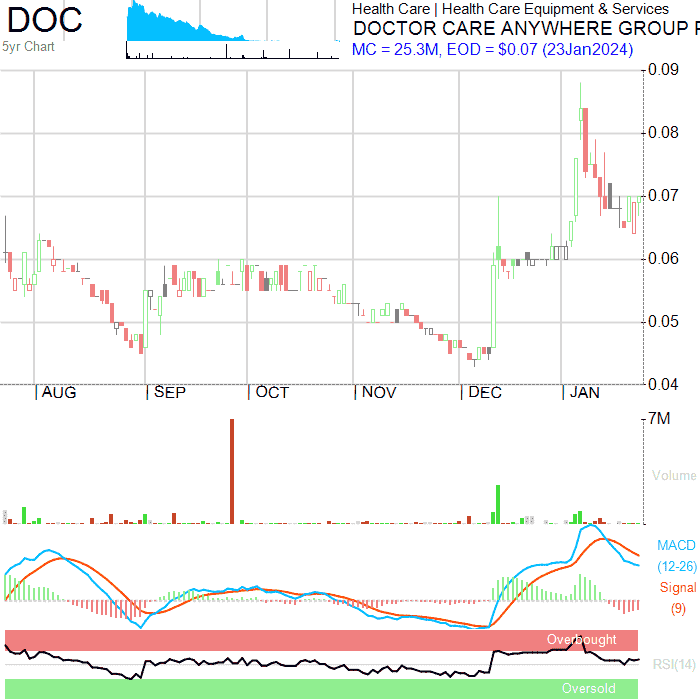 DOC
5yr Chart
Health Care | Health Care Equipment & Services
DOCTOR CARE ANYWHERE GROUP P
MC = 25.3M, EOD = $0.07 (23Jan2024)
0.09
0.08
0.07
0.06
0.05
0.04
AUG
SEP
OCT
NOV
DEC
JAN
7M
Volume
MACD
(12-26)
Signal
(9)
Overbought
RSI(14)
Oversold